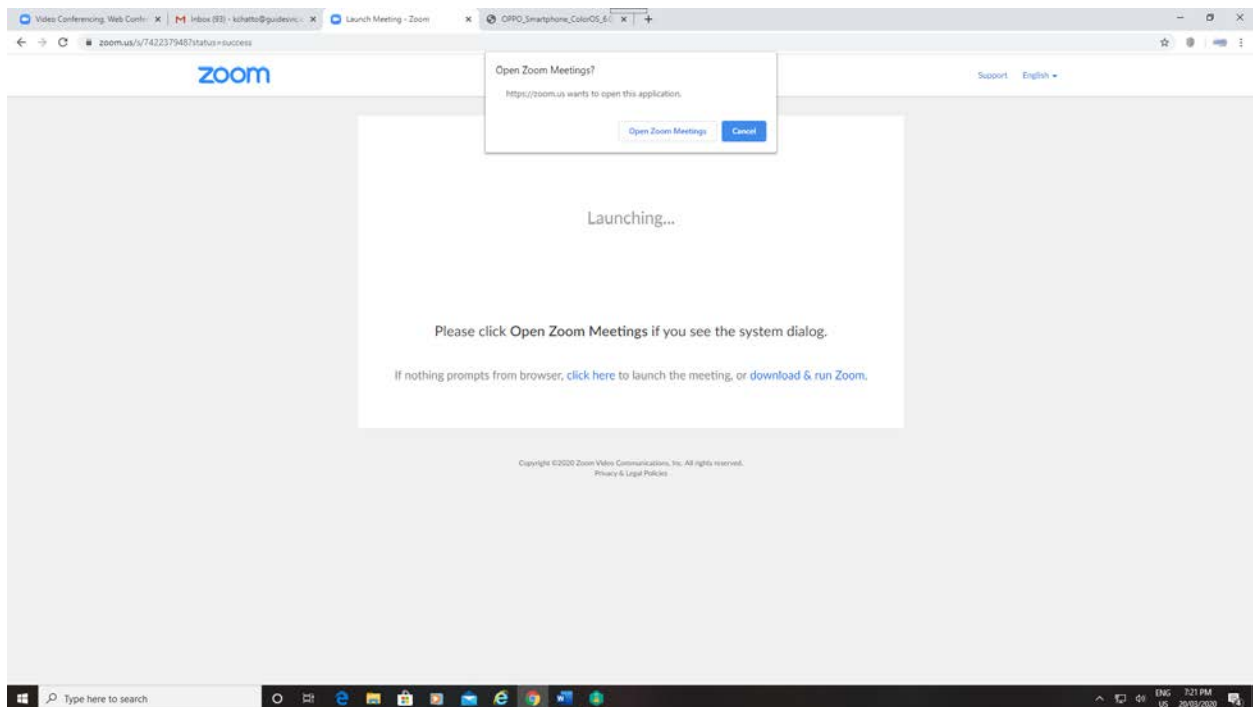 Video Conferencing, Web Confe
Inbox (93) - kchatto@guidesvic.
Launch Meeting - Zoom
OPPO_Smartphone_ColorOS_6.
zoom.us/s/742237948?status=success
zoom
Support English
Open Zoom Meetings?
https://zoom.us wants to open this application.
Open Zoom Meetings Cancel
Launching...
Please click Open Zoom Meetings if you see the system dialog.
If nothing prompts from browser, click here to launch the meeting, or download & run Zoom.
Copyright ©2020 Zoom Video Communications, Inc. All rights reserved.
Privacy & Legal Policies
Type here to search
ENG 7:21 PM
US 20/03/2020